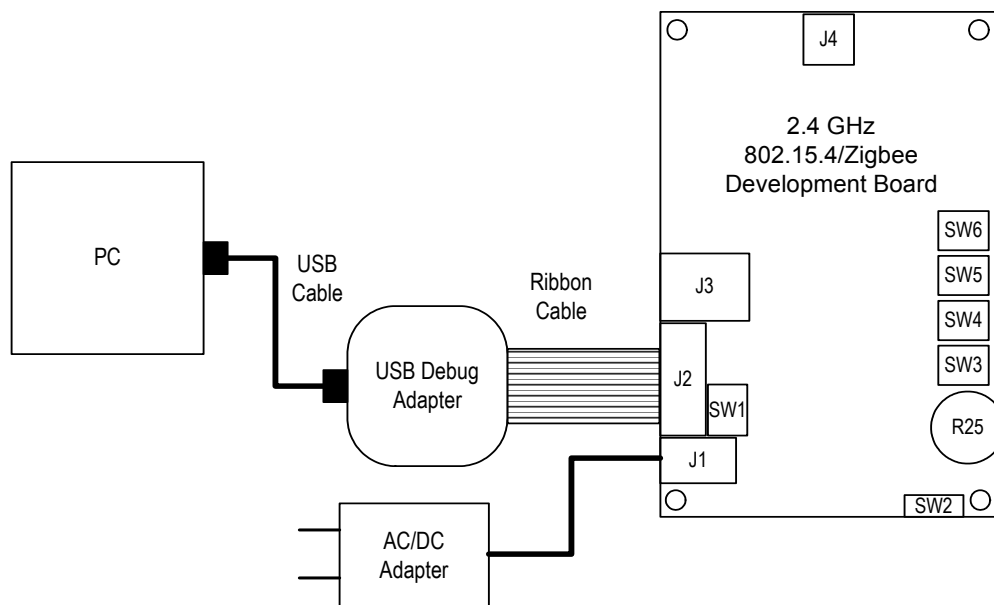 J4
2.4 GHz
802.15.4/Zigbee
Development Board
PC
USB
Cable
Ribbon
Cable
J3
SW6
SW5
SW4
SW3
USB Debug
Adapter
J2
SW1
R25
J1
SW2
AC/DC
Adapter